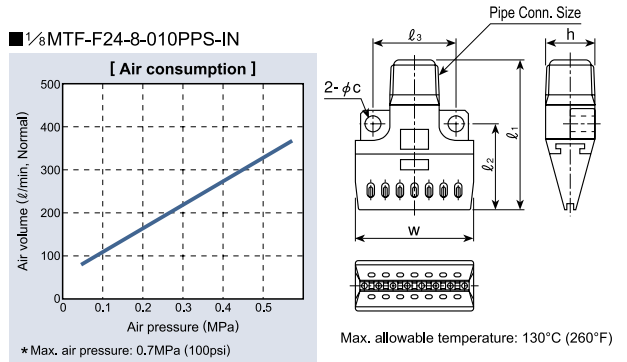 ■1/8MTF-F24-8-010PPS-IN
[ Air consumption ]
Air volume (ℓ/min, Normal)
500
400
300
200
100
0
0
0.1
0.2
0.3
0.4
0.5
Air pressure (MPa)
*Max. air pressure: 0.7MPa (100psi)
Pipe Conn. Size
ℓ3
h
2-φc
ℓ1
ℓ2
w
Max. allowable temperature: 130°C (260°F)